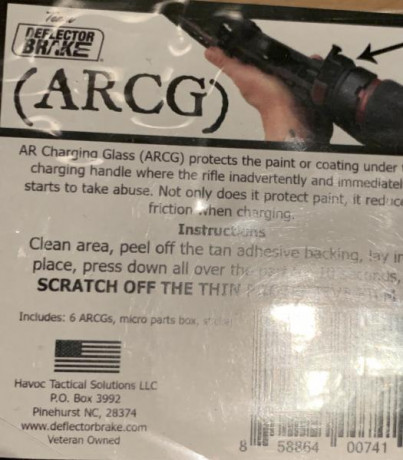 DEFLECTOR
BRAKE
(ARCG)
AR Charging Glass (ARCG) protects the paint or coating under
charging handle where the rifle inadvertently and immediatel
starts to take abuse. Not only does it protect paint, it reduce
friction when charging.
Instructions
Clean area, peel off the tan adhesive backing, lay in
place, press down all over the
SCRATCH OFF THE THIN
Includes: 6 ARCGs, micro parts box,
Havoc Tactical Solutions LLC
P.O. Box 3992
Pinehurst NC, 28374
www.deflectorbrake.com
Veteran Owned
8 58864 00741